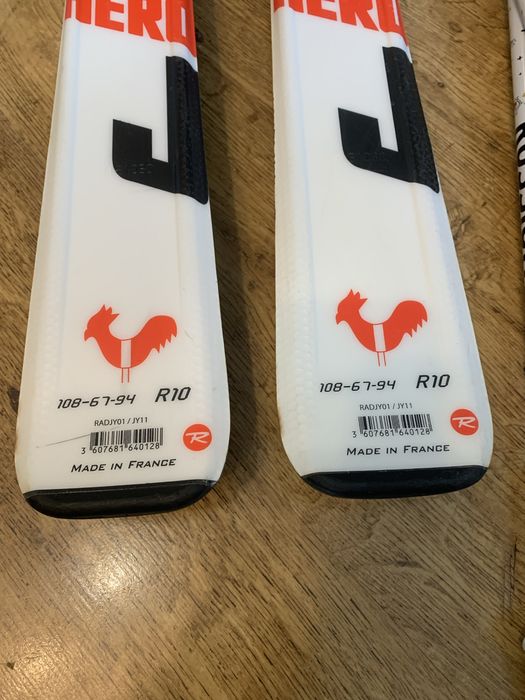 HERO
J
108-67-94 R10
RADJY01 / JY11
3 607681 640128
R
MADE IN FRANCE
HERO
J
108-67-94 R10
RADJY01 / JY11
3 607681 640128
R
MADE IN FRANCE